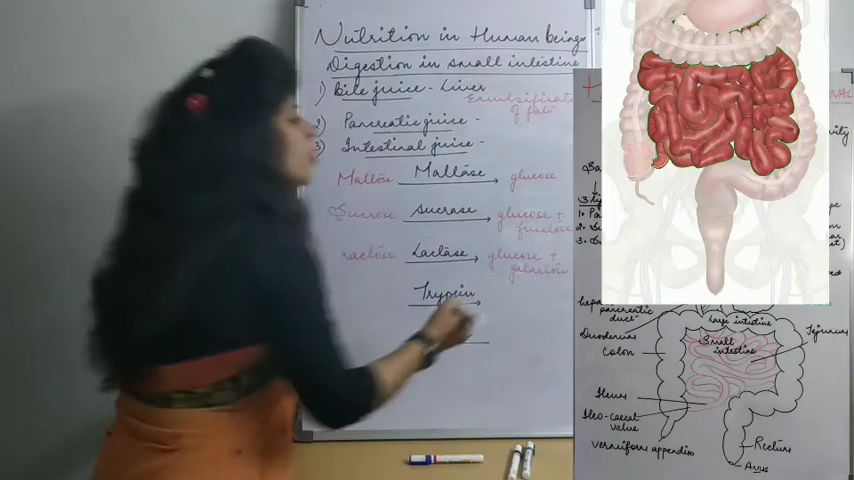 Nutrition in Human being
Digestion in small intestine
1) Bile juice - Liver
Emulsificat
of fats
2) Pancreatic juice -
3) Intestinal juice -
Maltose Maltase glucose
Sucrose sucrase glucose +
fructose
lactose Lactase glucose +
galactose
Trypsin
pancreatic
duct
Duodenum
Colon
Large intestine
Small
intestine
Jejunum
Ileum
Ileo-caecal
valve
vermiform appendix
Rectum
Anus